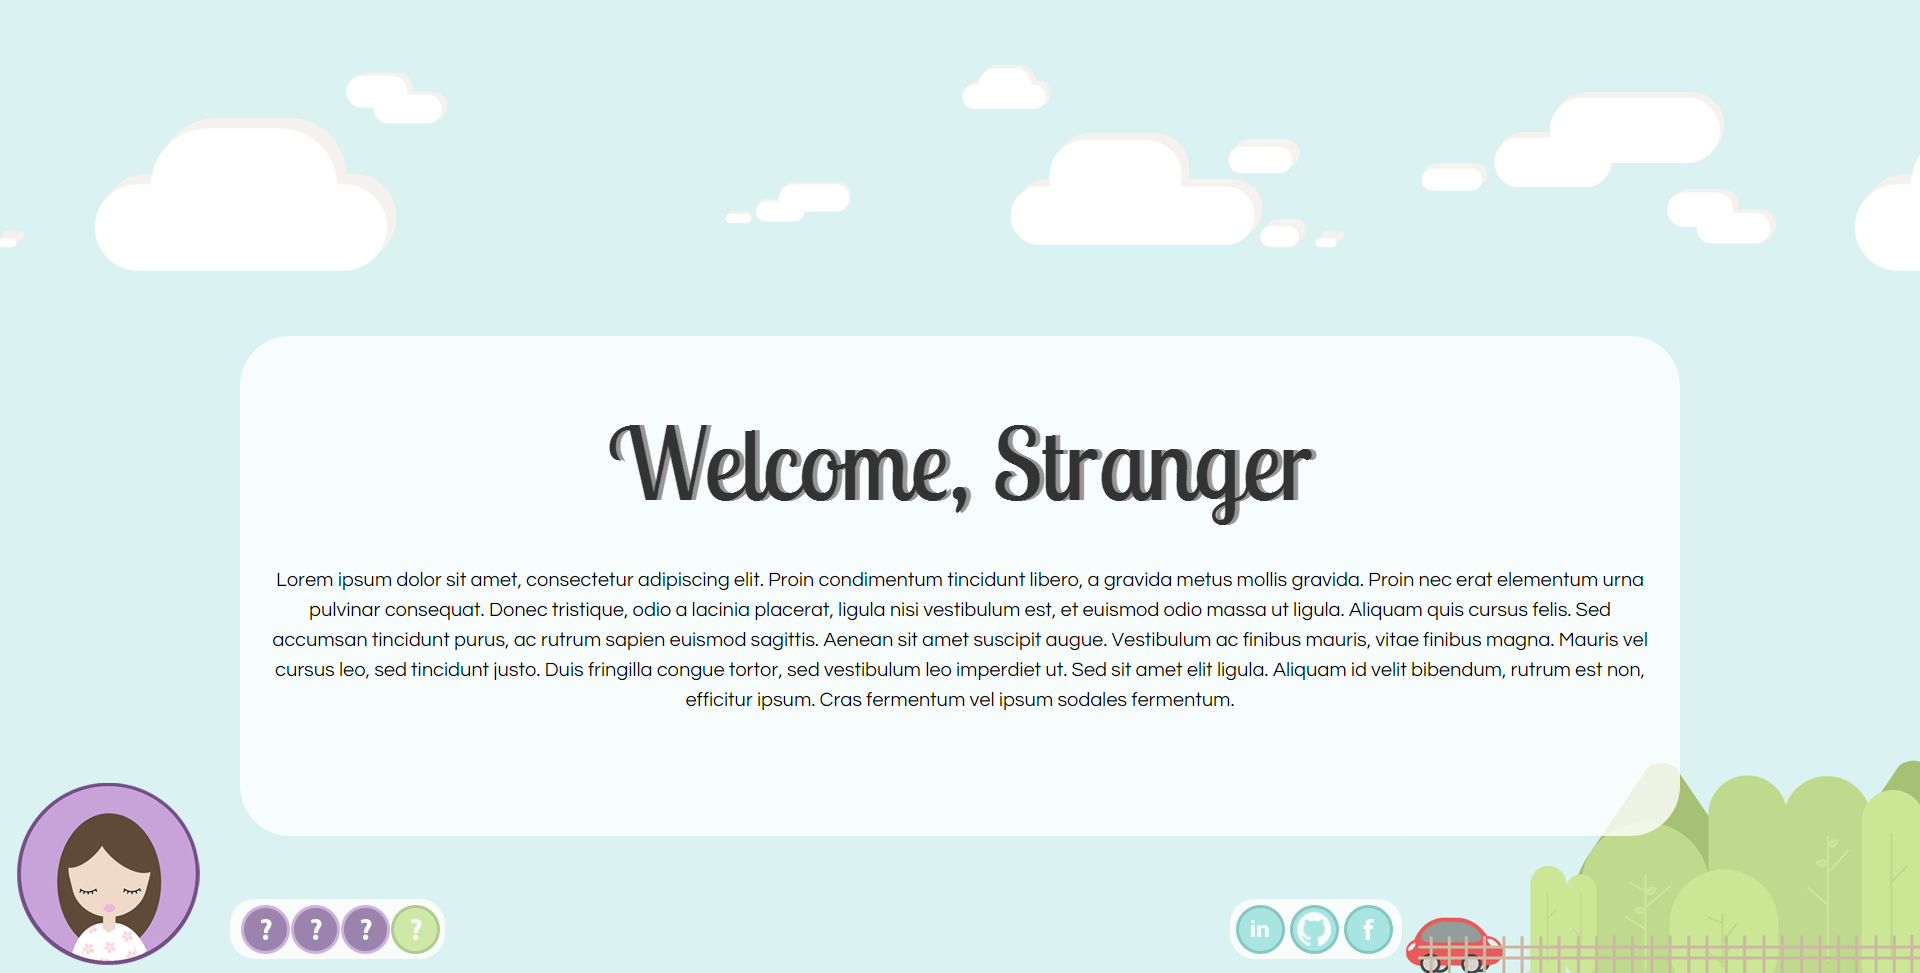 Welcome, Stranger
Lorem ipsum dolor sit amet, consectetur adipiscing elit. Proin condimentum tincidunt libero, a gravida metus mollis gravida. Proin nec erat elementum urna
pulvinar consequat. Donec tristique, odio a lacinia placerat, ligula nisi vestibulum est, et euismod odio massa ut ligula. Aliquam quis cursus felis. Sed
accumsan tincidunt purus, ac rutrum sapien euismod sagittis. Aenean sit amet suscipit augue. Vestibulum ac finibus mauris, vitae finibus magna. Mauris vel
cursus leo, sed tincidunt justo. Duis fringilla congue tortor, sed vestibulum leo imperdiet ut. Sed sit amet elit ligula. Aliquam id velit bibendum, rutrum est non,
efficitur ipsum. Cras fermentum vel ipsum sodales fermentum.
? ? ? ?
in f